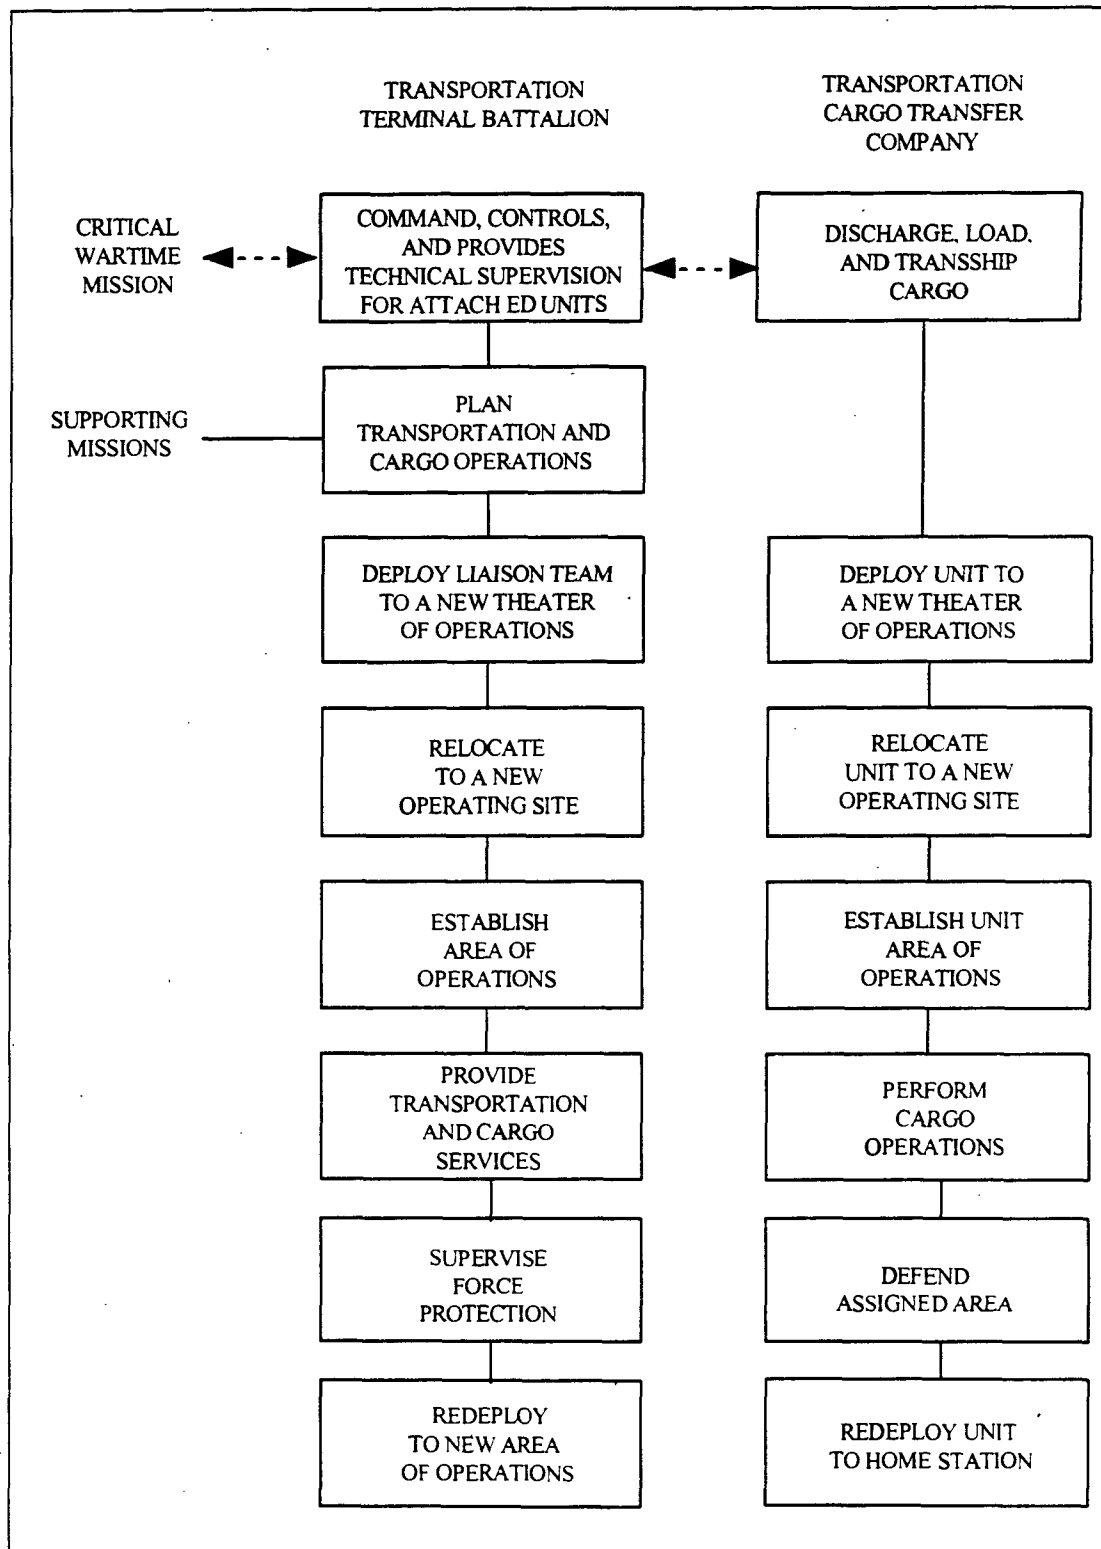 TRANSPORTATION
TERMINAL BATTALION
TRANSPORTATION
CARGO TRANSFER
COMPANY
CRITICAL
WARTIME
MISSION
COMMAND, CONTROLS,
AND PROVIDES
TECHNICAL SUPERVISION
FOR ATTACH ED UNITS
DISCHARGE, LOAD,
AND TRANSSHIP
CARGO
SUPPORTING
MISSIONS
PLAN
TRANSPORTATION AND
CARGO OPERATIONS
DEPLOY LIAISON TEAM
TO A NEW THEATER
OF OPERATIONS
DEPLOY UNIT TO
A NEW THEATER
OF OPERATIONS
RELOCATE
TO A NEW
OPERATING SITE
RELOCATE
UNIT TO A NEW
OPERATING SITE
ESTABLISH
AREA OF
OPERATIONS
ESTABLISH UNIT
AREA OF
OPERATIONS
PROVIDE
TRANSPORTATION
AND CARGO
SERVICES
PERFORM
CARGO
OPERATIONS
SUPERVISE
FORCE
PROTECTION
DEFEND
ASSIGNED AREA
REDEPLOY
TO NEW AREA
OF OPERATIONS
REDEPLOY UNIT
TO HOME STATION